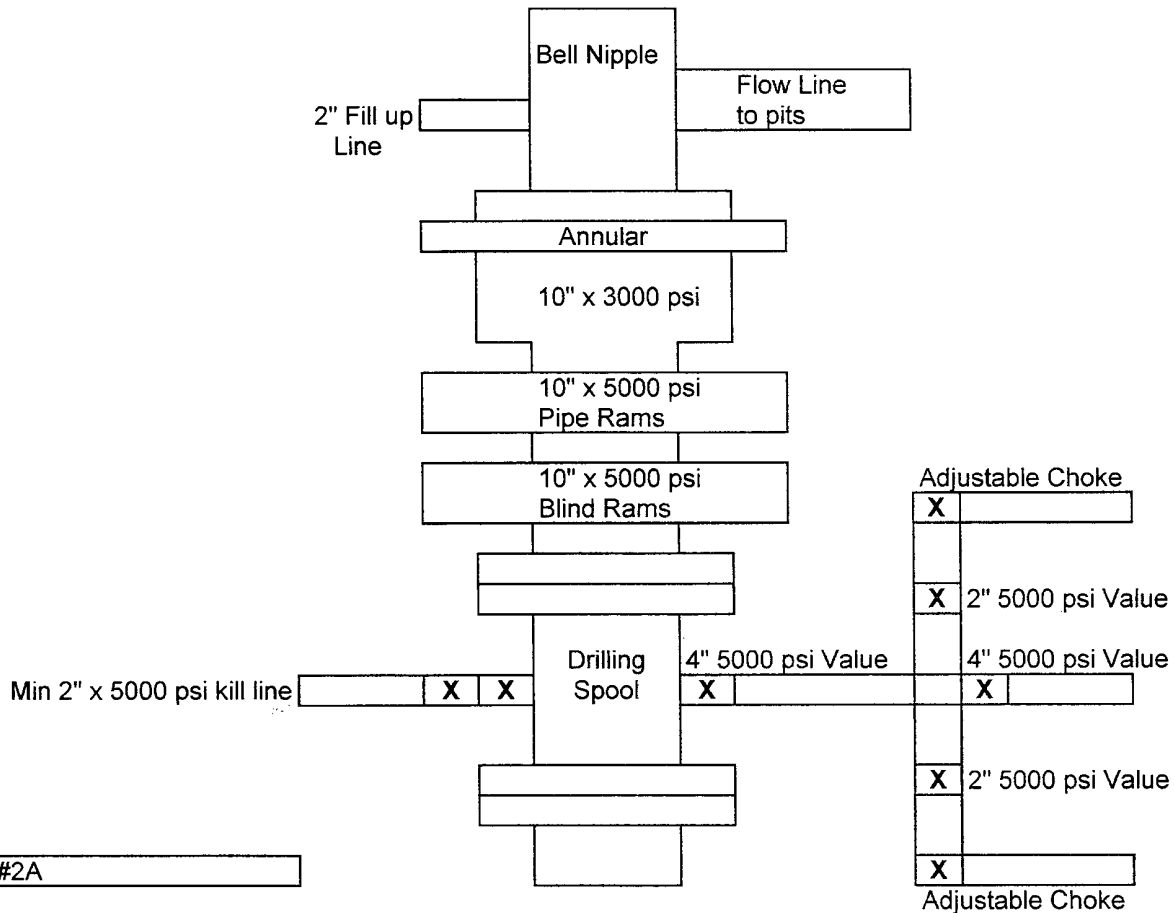 Bell Nipple
Flow Line
to pits
2" Fill up
Line
Annular
10" x 3000 psi
10" x 5000 psi
Pipe Rams
10" x 5000 psi
Blind Rams
Adjustable Choke
X
X 2" 5000 psi Value
Drilling
Spool
4" 5000 psi Value
4" 5000 psi Value
Min 2" x 5000 psi kill line
X X
X
X
X 2" 5000 psi Value
#2A
X
Adjustable Choke